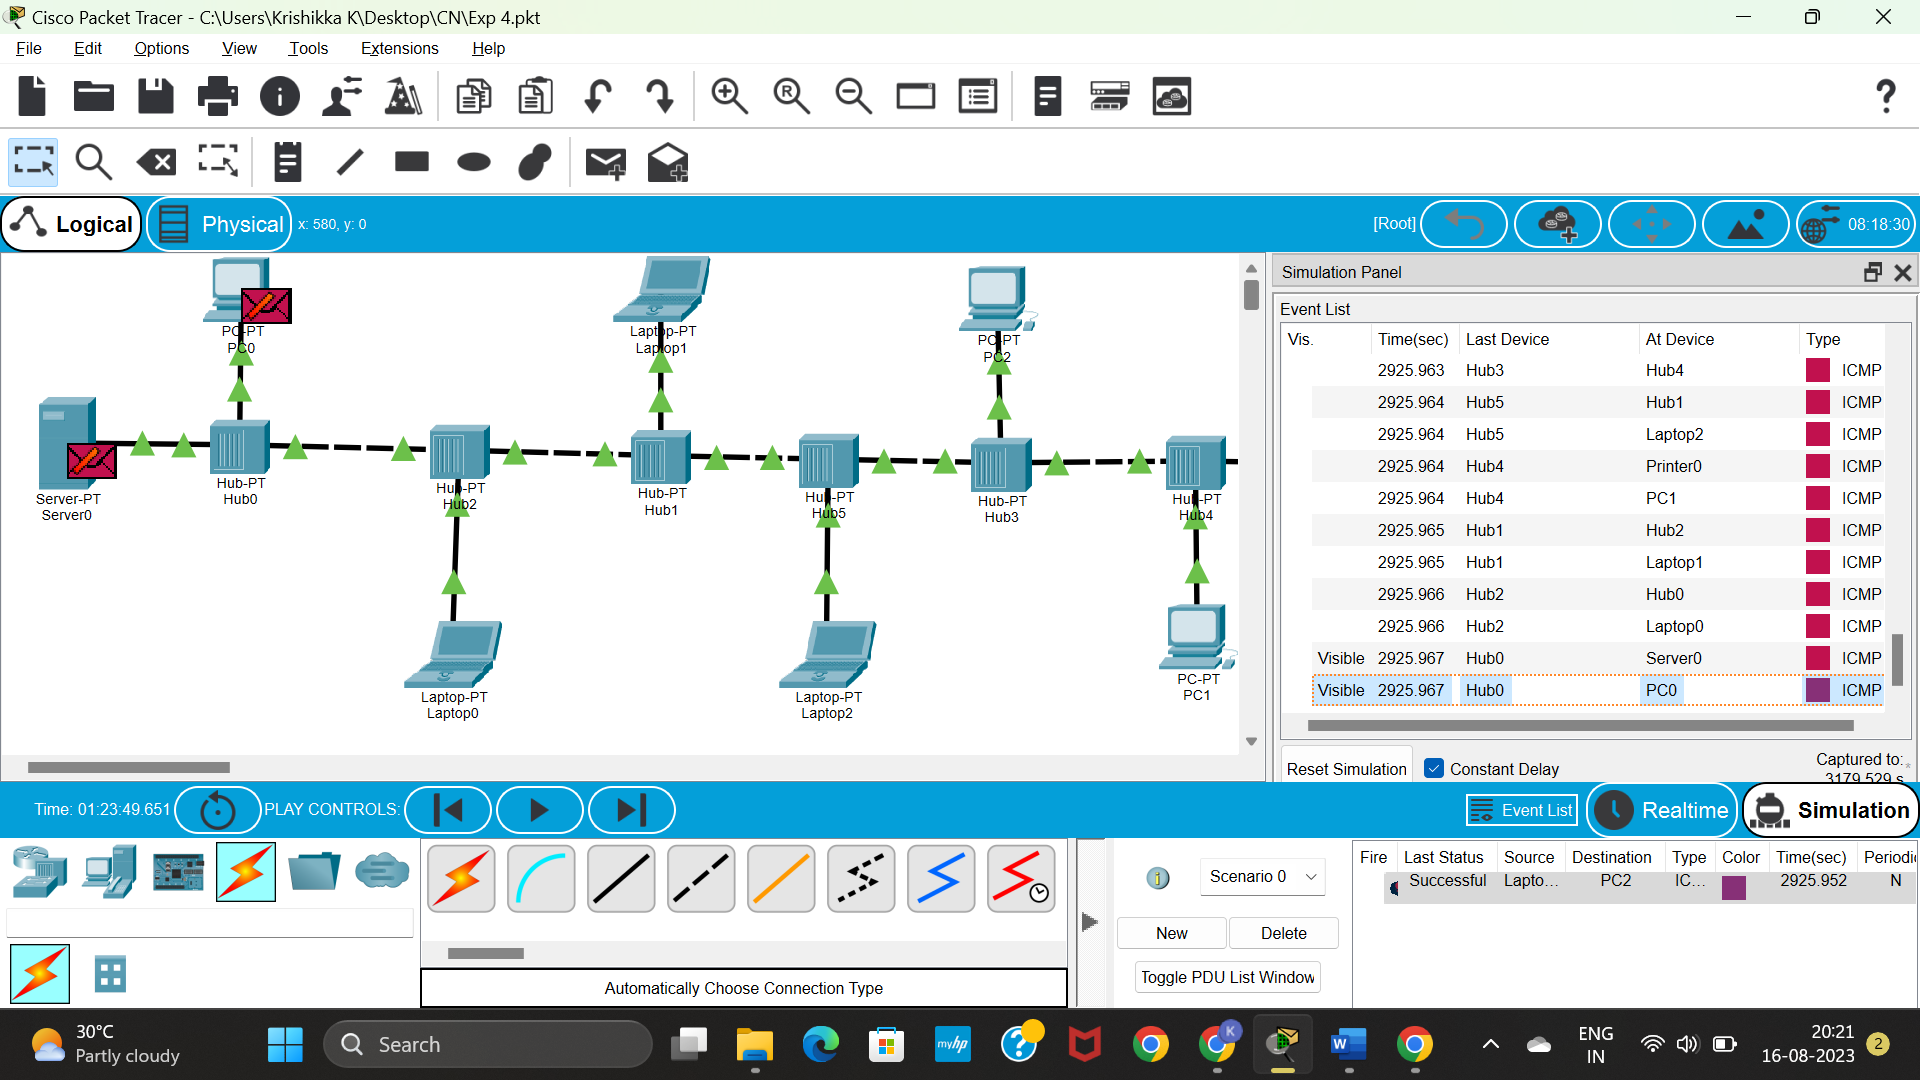 Cisco Packet Tracer - C:\Users\Krishikka K\Desktop\CN\Exp 4.pkt
File Edit Options View Tools Extensions Help
Logical Physical x: 580, y: 0 [Root] 08:18:30
PC-PT
PC0
Laptop-PT
Laptop1
PC-PT
PC2
Server-PT
Server0
Hub-PT
Hub0
Hub-PT
Hub2
Hub-PT
Hub1
Hub-PT
Hub5
Hub-PT
Hub3
Hub-PT
Hub4
Laptop-PT
Laptop0
Laptop-PT
Laptop2
PC-PT
PC1
Simulation Panel
Event List
Vis. Time(sec) Last Device At Device Type
2925.963 Hub3 Hub4 ICMP
2925.964 Hub5 Hub1 ICMP
2925.964 Hub5 Laptop2 ICMP
2925.964 Hub4 Printer0 ICMP
2925.964 Hub4 PC1 ICMP
2925.965 Hub1 Hub2 ICMP
2925.965 Hub1 Laptop1 ICMP
2925.966 Hub2 Hub0 ICMP
2925.966 Hub2 Laptop0 ICMP
Visible 2925.967 Hub0 Server0 ICMP
Visible 2925.967 Hub0 PC0 ICMP
Reset Simulation Constant Delay Captured to:*
3179.529 s
Time: 01:23:49.651 PLAY CONTROLS: Event List Realtime Simulation
Automatically Choose Connection Type
Scenario 0
New Delete
Toggle PDU List Window
Fire Last Status Source Destination Type Color Time(sec) Periodic
Successful Lapto... PC2 IC... 2925.952 N
30°C
Partly cloudy
Search
myhp
K
W
ENG
IN
20:21
16-08-2023
2